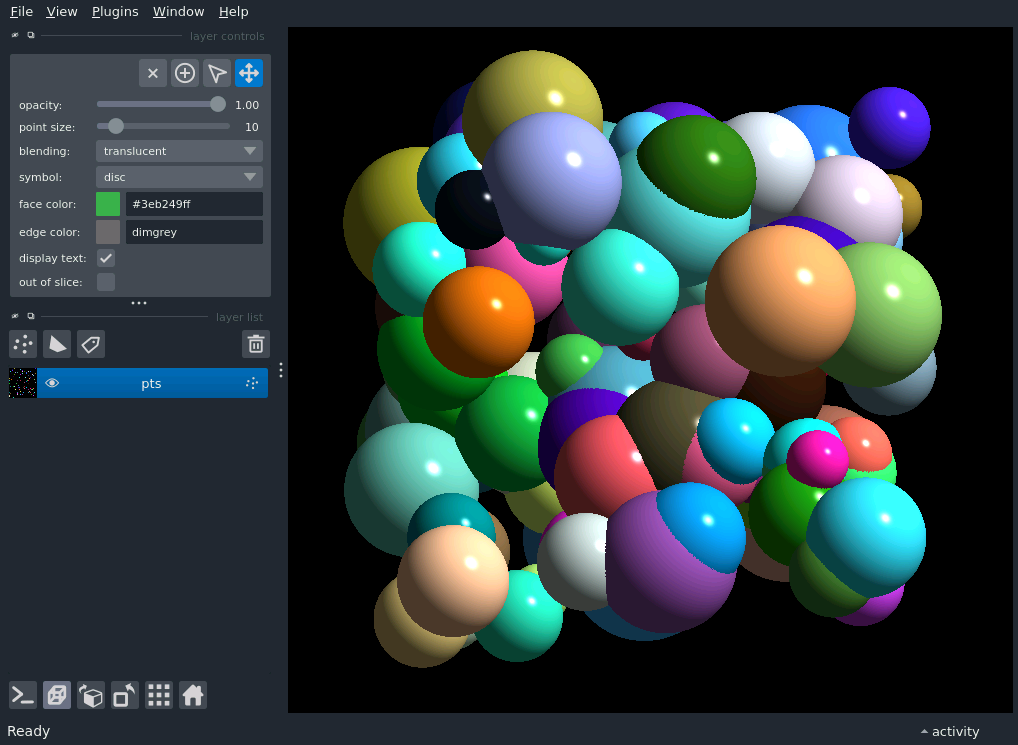 File View Plugins Window Help
layer controls
opacity: 1.00
point size: 10
blending: translucent
symbol: disc
face color: #3eb249ff
edge color: dimgrey
display text:
out of slice:
layer list
pts
Ready activity